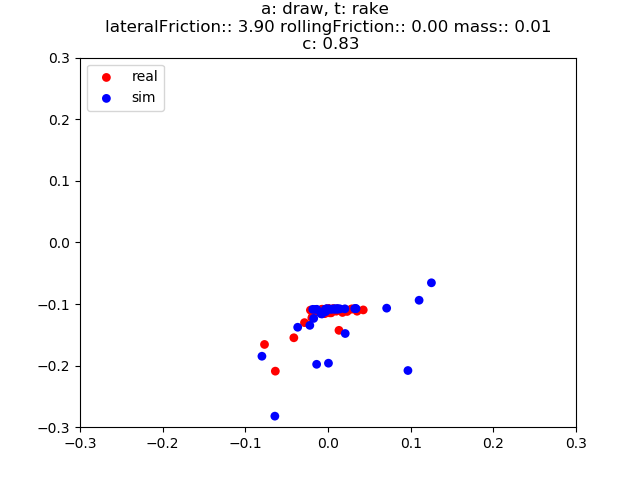 a: draw, t: rake
lateralFriction:: 3.90 rollingFriction:: 0.00 mass:: 0.01
c: 0.83
real
sim
0.3
0.2
0.1
0.0
−0.1
−0.2
−0.3
−0.3 −0.2 −0.1 0.0 0.1 0.2 0.3